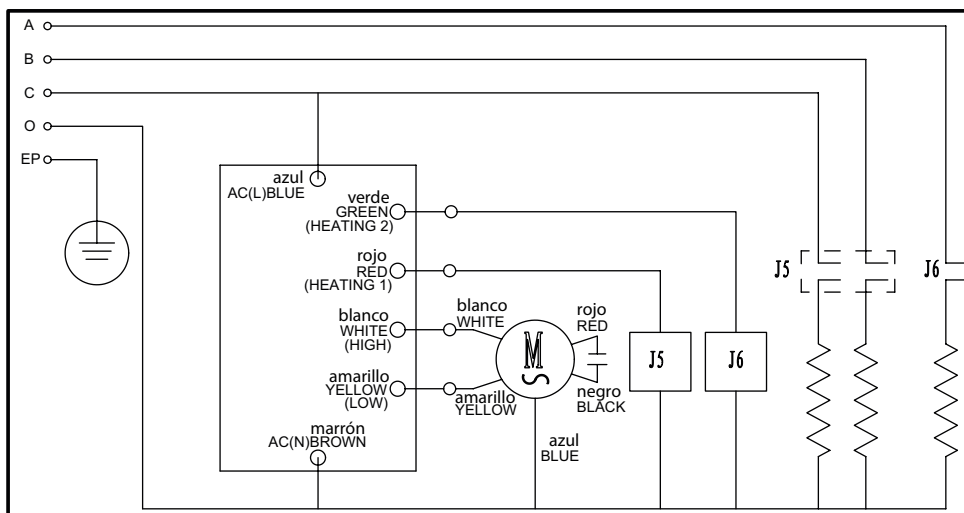 A
B
C
O
EP
azul
AC(L)BLUE
verde
GREEN
(HEATING 2)
rojo
RED
(HEATING 1)
blanco
WHITE
(HIGH)
amarillo
YELLOW
(LOW)
marrón
AC(N)BROWN
blanco
WHITE
amarillo
YELLOW
M
S
rojo
RED
negro
BLACK
azul
BLUE
J5
J6
J5
J6